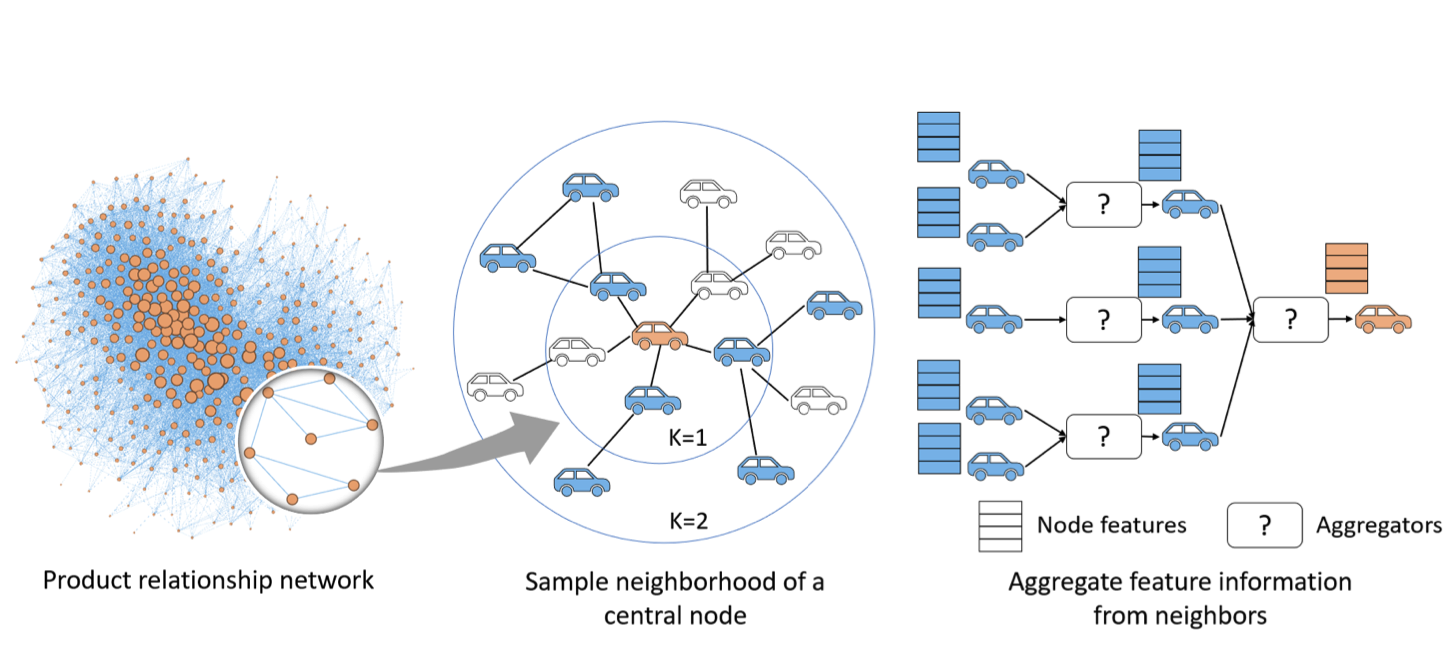 ?
?
?
?
K=1
K=2
Node features
?
Aggregators
Product relationship network
Sample neighborhood of a
central node
Aggregate feature information
from neighbors